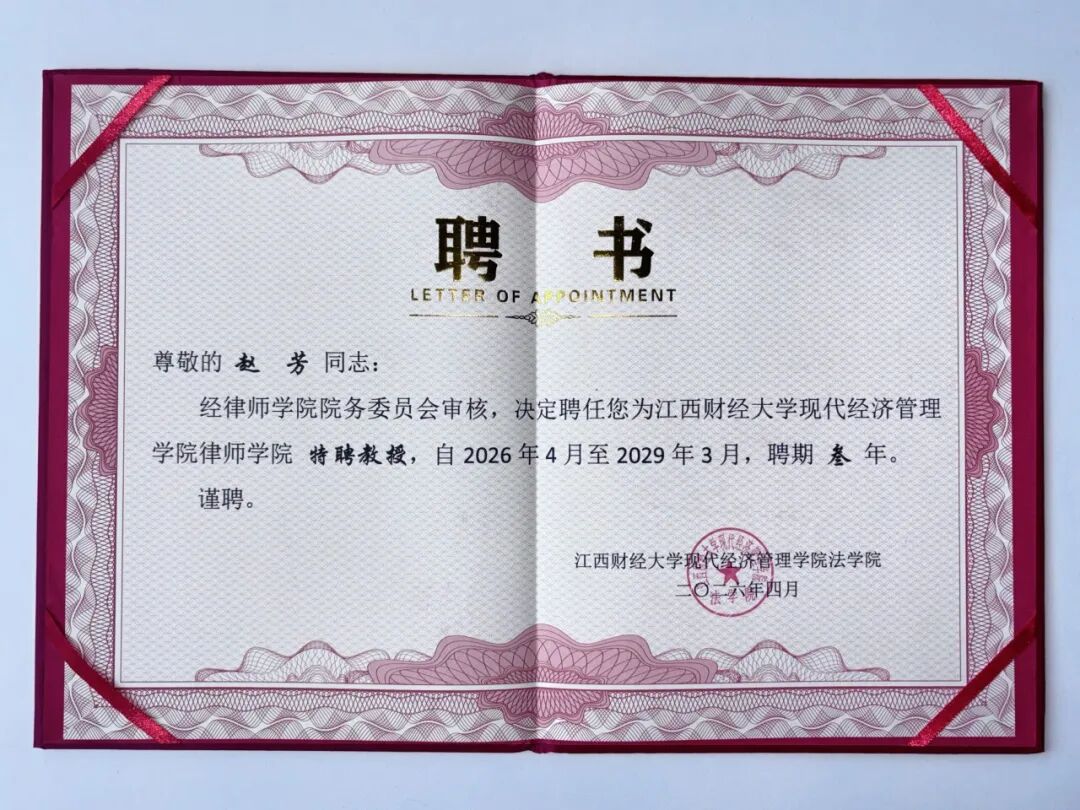 聘 书
LETTER OF APPOINTMENT
尊敬的 赵 芳 同志：
经律师学院院务委员会审核，决定聘任您为江西财经大学现代经济管理
学院律师学院 特聘教授，自 2026 年 4 月至 2029 年 3 月，聘期 叁 年。
谨聘。
江西财经大学现代经济管理学院法学院
二〇二六年四月
法学院